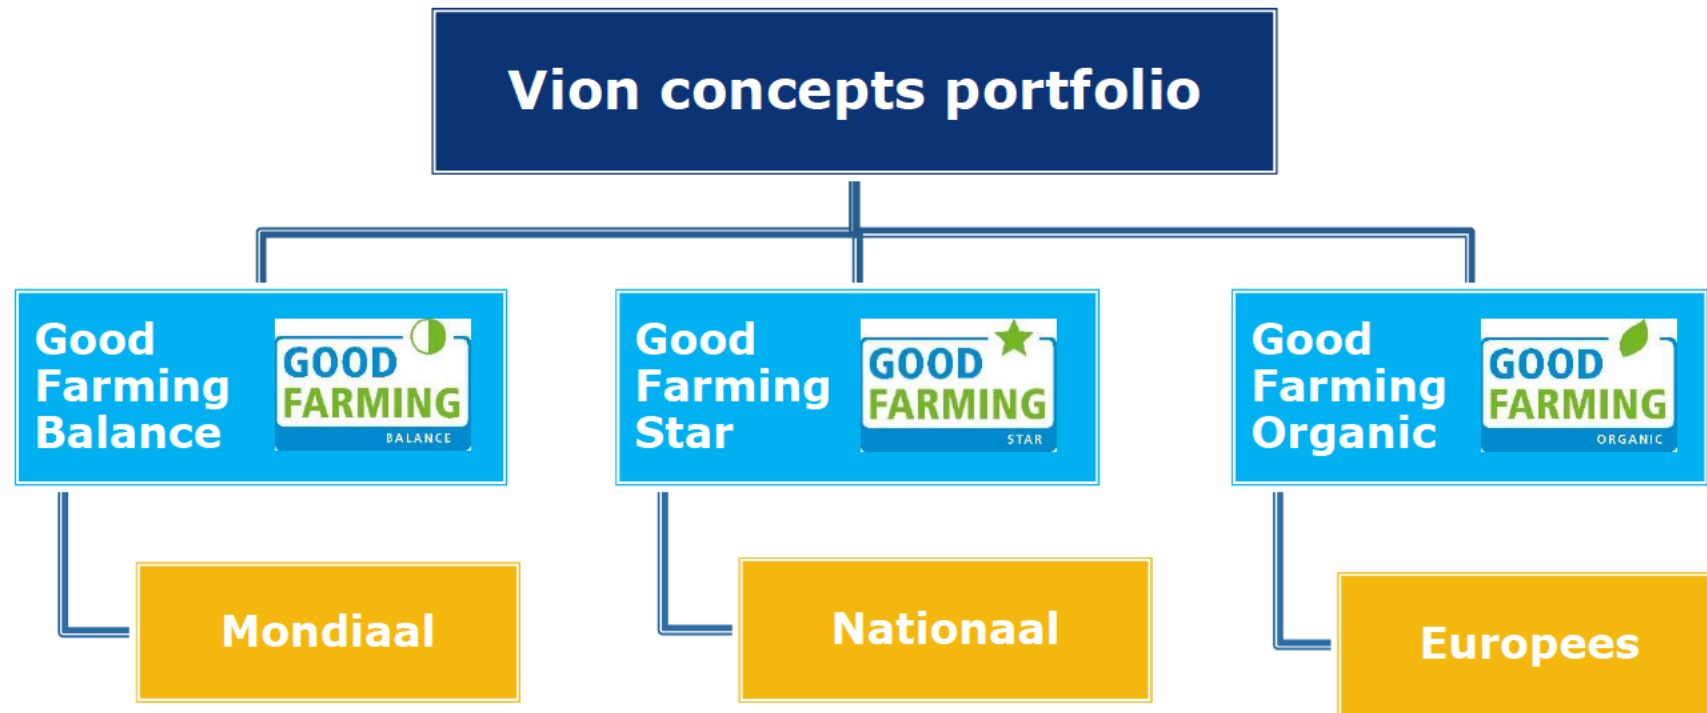 Vion concepts portfolio
Good
Farming
Balance
GOOD
FARMING
BALANCE
Good
Farming
Star
GOOD
FARMING
STAR
Good
Farming
Organic
GOOD
FARMING
ORGANIC
Mondiaal
Nationaal
Europees